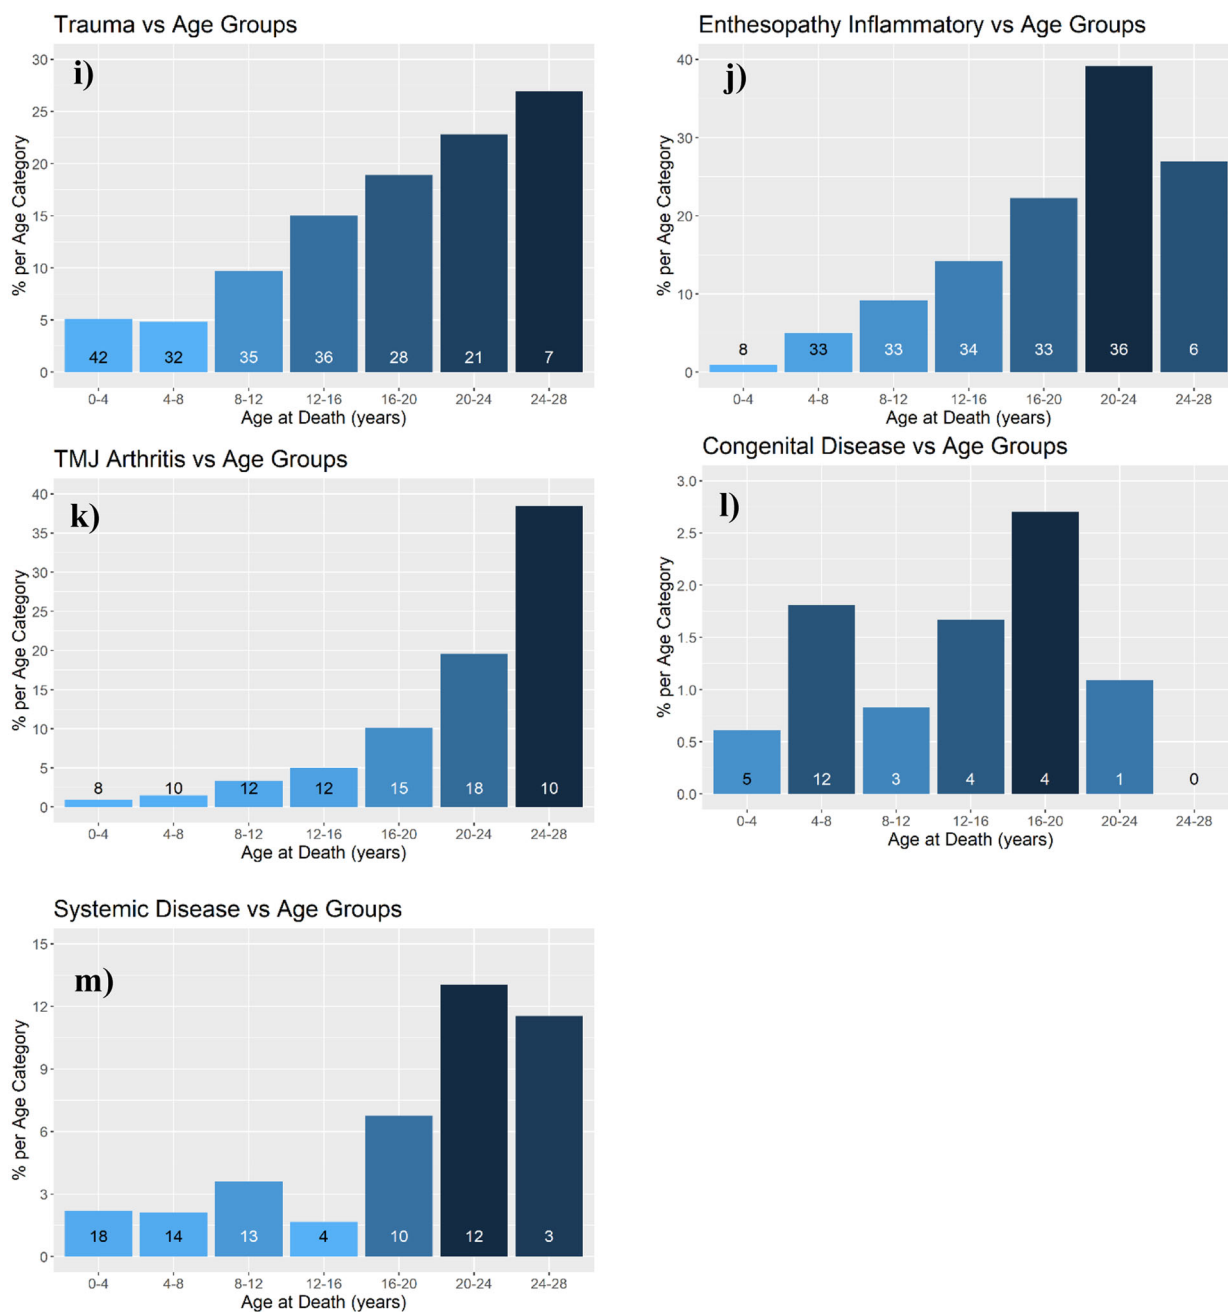 Trauma vs Age Groups
i)
% per Age Category
30
25
20
15
10
5
0
42 32 35 36 28 21 7
0-4 4-8 8-12 12-16 16-20 20-24 24-28
Age at Death (years)
Enthesopathy Inflammatory vs Age Groups
j)
% per Age Category
40
30
20
10
0
8 33 33 34 33 36 6
0-4 4-8 8-12 12-16 16-20 20-24 24-28
Age at Death (years)
TMJ Arthritis vs Age Groups
k)
% per Age Category
40
35
30
25
20
15
10
5
0
8 10 12 12 15 18 10
0-4 4-8 8-12 12-16 16-20 20-24 24-28
Age at Death (years)
Congenital Disease vs Age Groups
l)
% per Age Category
3.0
2.5
2.0
1.5
1.0
0.5
0.0
5 12 3 4 4 1 0
0-4 4-8 8-12 12-16 16-20 20-24 24-28
Age at Death (years)
Systemic Disease vs Age Groups
m)
% per Age Category
15
12
9
6
3
0
18 14 13 4 10 12 3
0-4 4-8 8-12 12-16 16-20 20-24 24-28
Age at Death (years)